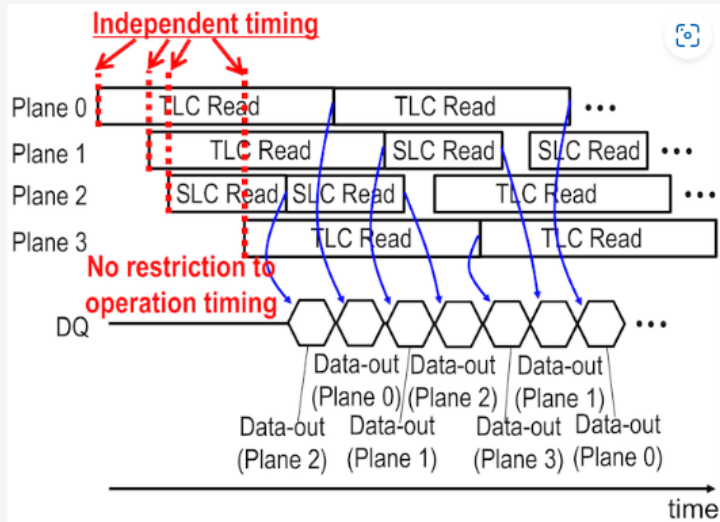 Independent timing
Plane 0 TLC Read TLC Read •••
Plane 1 TLC Read SLC Read SLC Read •••
Plane 2 SLC Read SLC Read TLC Read •••
Plane 3 TLC Read TLC Read
No restriction to
operation timing
DQ •••
Data-out Data-out Data-out
(Plane 0) (Plane 2) (Plane 1)
Data-out Data-out Data-out Data-out
(Plane 2) (Plane 1) (Plane 3) (Plane 0)
time